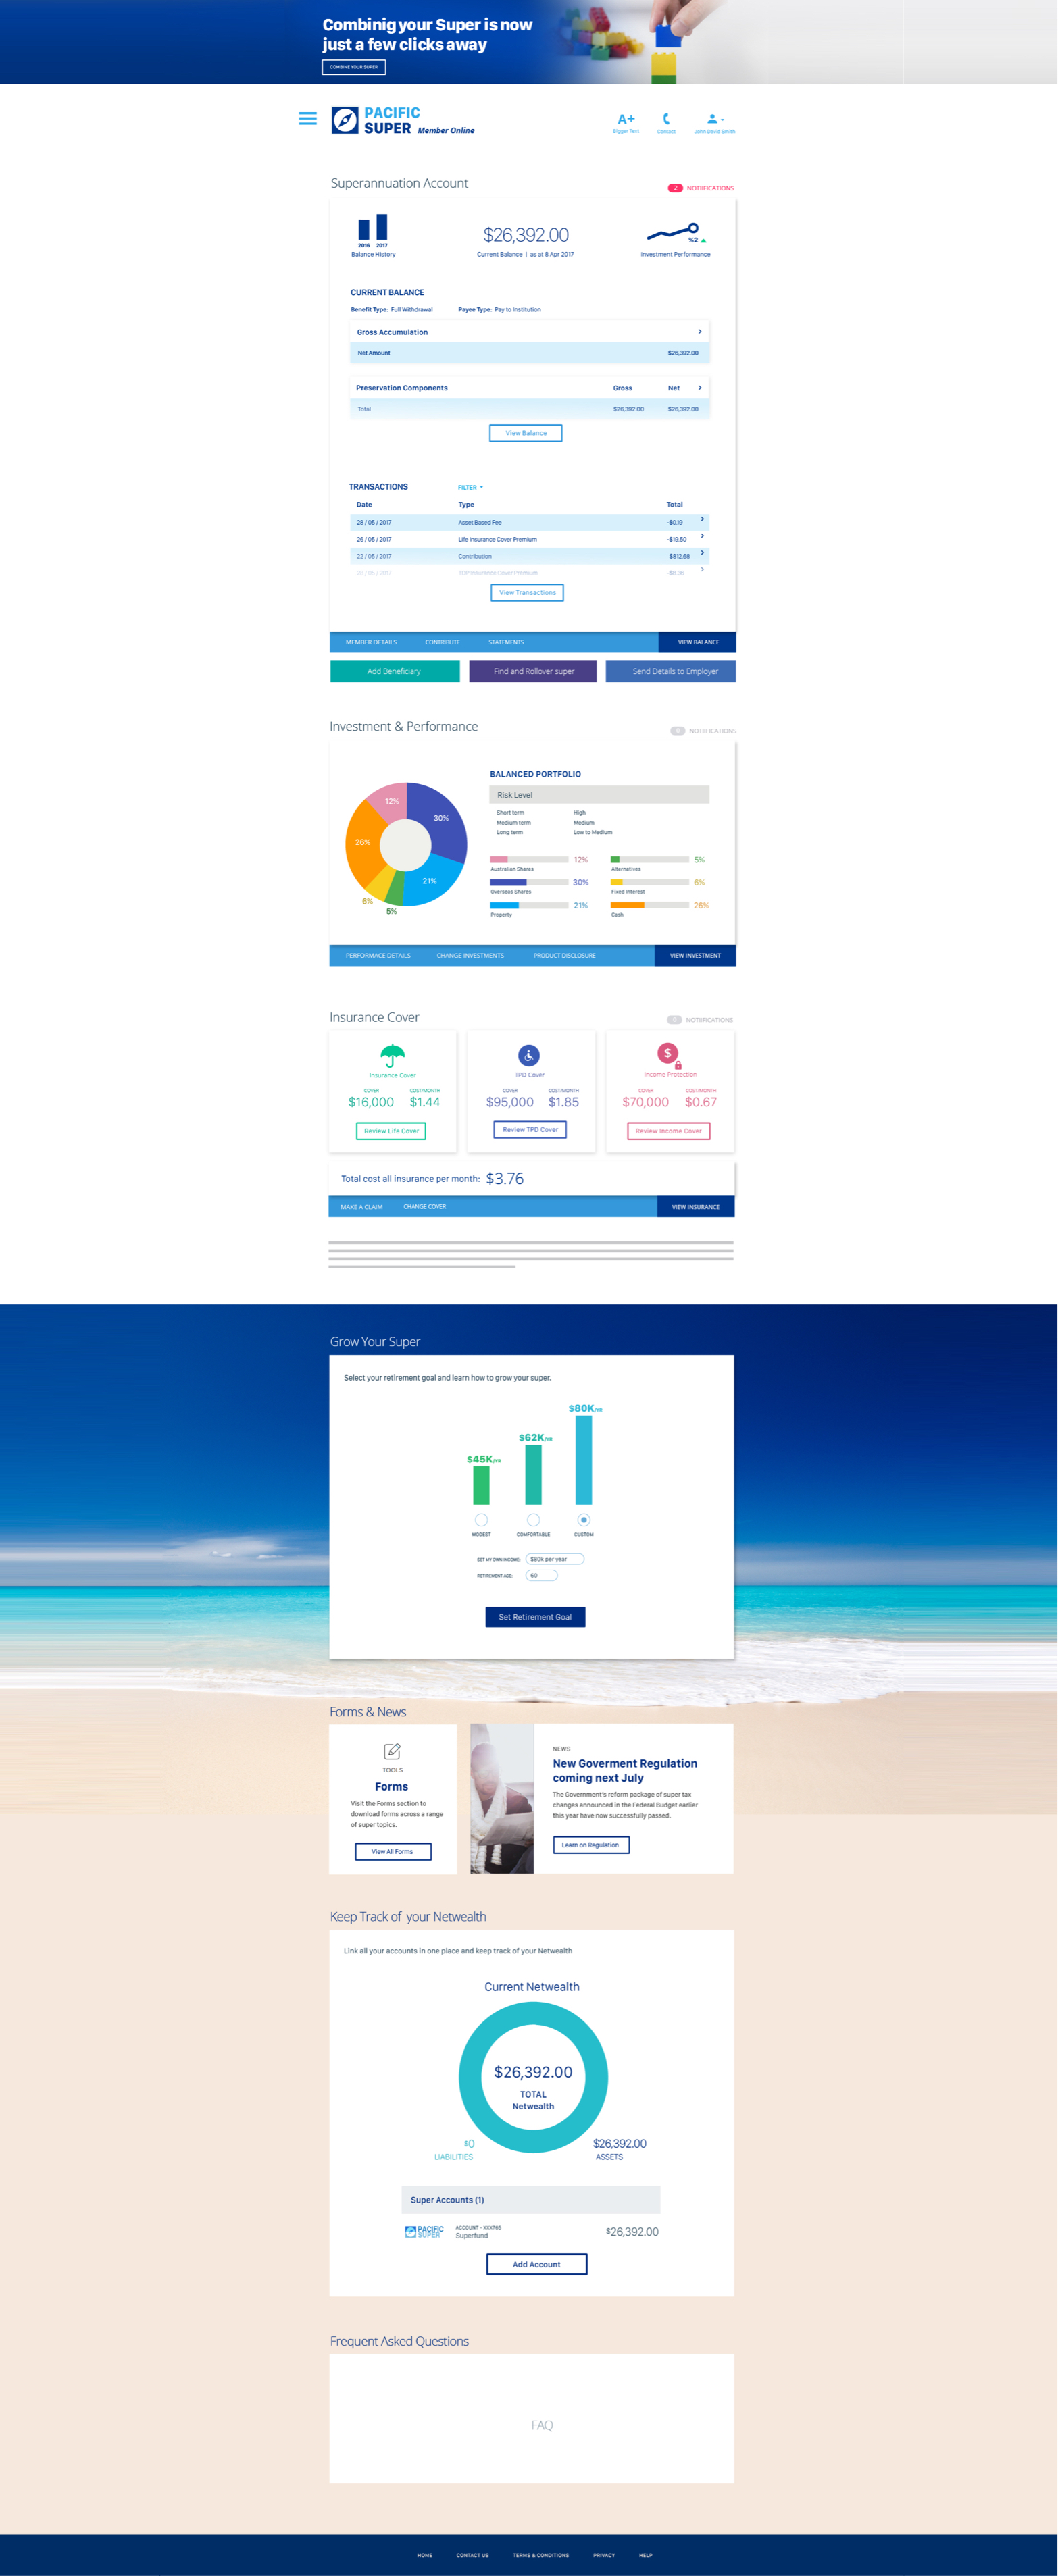 Combining your Super is now
just a few clicks away
COMBINE YOUR SUPER
PACIFIC
SUPER Member Online
A+
Bigger Text
Contact
John David Smith
Superannuation Account
2 NOTIIFICATIONS
2016 2017
Balance History
$26,392.00
Current Balance | as at 8 Apr 2017
%2
Investment Performance
CURRENT BALANCE
Benefit Type: Full Withdrawal Payee Type: Pay to Institution
Gross Accumulation
Net Amount $26,392.00
Preservation Components Gross Net
Total $26,392.00 $26,392.00
View Balance
TRANSACTIONS FILTER
Date Type Total
28 / 05 / 2017 Asset Based Fee -$0.19
26 / 05 / 2017 Life Insurance Cover Premium -$19.50
22 / 05 / 2017 Contribution $812.68
TDP Insurance Cover Premium -$8.36
View Transactions
MEMBER DETAILS CONTRIBUTE STATEMENTS VIEW BALANCE
Add Beneficiary Find and Rollover super Send Details to Employer
Investment & Performance
0 NOTIIFICATIONS
12%
30%
26%
21%
6%
5%
BALANCED PORTFOLIO
Risk Level
Short term High
Medium term Medium
Long term Low to Medium
12% 5%
Australian Shares Alternatives
30% 6%
Overseas Shares Fixed Interest
21% 26%
Property Cash
PERFORMACE DETAILS CHANGE INVESTMENTS PRODUCT DISCLOSURE VIEW INVESTMENT
Insurance Cover
0 NOTIIFICATIONS
Insurance Cover
COVER COST/MONTH
$16,000 $1.44
Review Life Cover
TPD Cover
COVER COST/MONTH
$95,000 $1.85
Review TPD Cover
$
Income Protection
COVER COST/MONTH
$70,000 $0.67
Review Income Cover
Total cost all insurance per month: $3.76
MAKE A CLAIM CHANGE COVER VIEW INSURANCE
Grow Your Super
Select your retirement goal and learn how to grow your super.
$80K/YR
$62K/YR
$45K/YR
MODEST COMFORTABLE CUSTOM
SET MY OWN INCOME: $80k per year
RETIREMENT AGE: 60
Set Retirement Goal
Forms & News
TOOLS
Forms
Visit the Forms section to
download forms across a range
of super topics.
View All Forms
NEWS
New Goverment Regulation
coming next July
The Government's reform package of super tax
changes announced in the Federal Budget earlier
this year have now successfully passed.
Learn on Regulation
Keep Track of your Netwealth
Link all your accounts in one place and keep track of your Netwealth
Current Netwealth
$26,392.00
TOTAL
Netwealth
$0
LIABILITIES
$26,392.00
ASSETS
Super Accounts (1)
PACIFIC
SUPER
ACCOUNT - XXX765
Superfund
$26,392.00
Add Account
Frequent Asked Questions
FAQ
HOME CONTACT US TERMS & CONDITIONS PRIVACY HELP